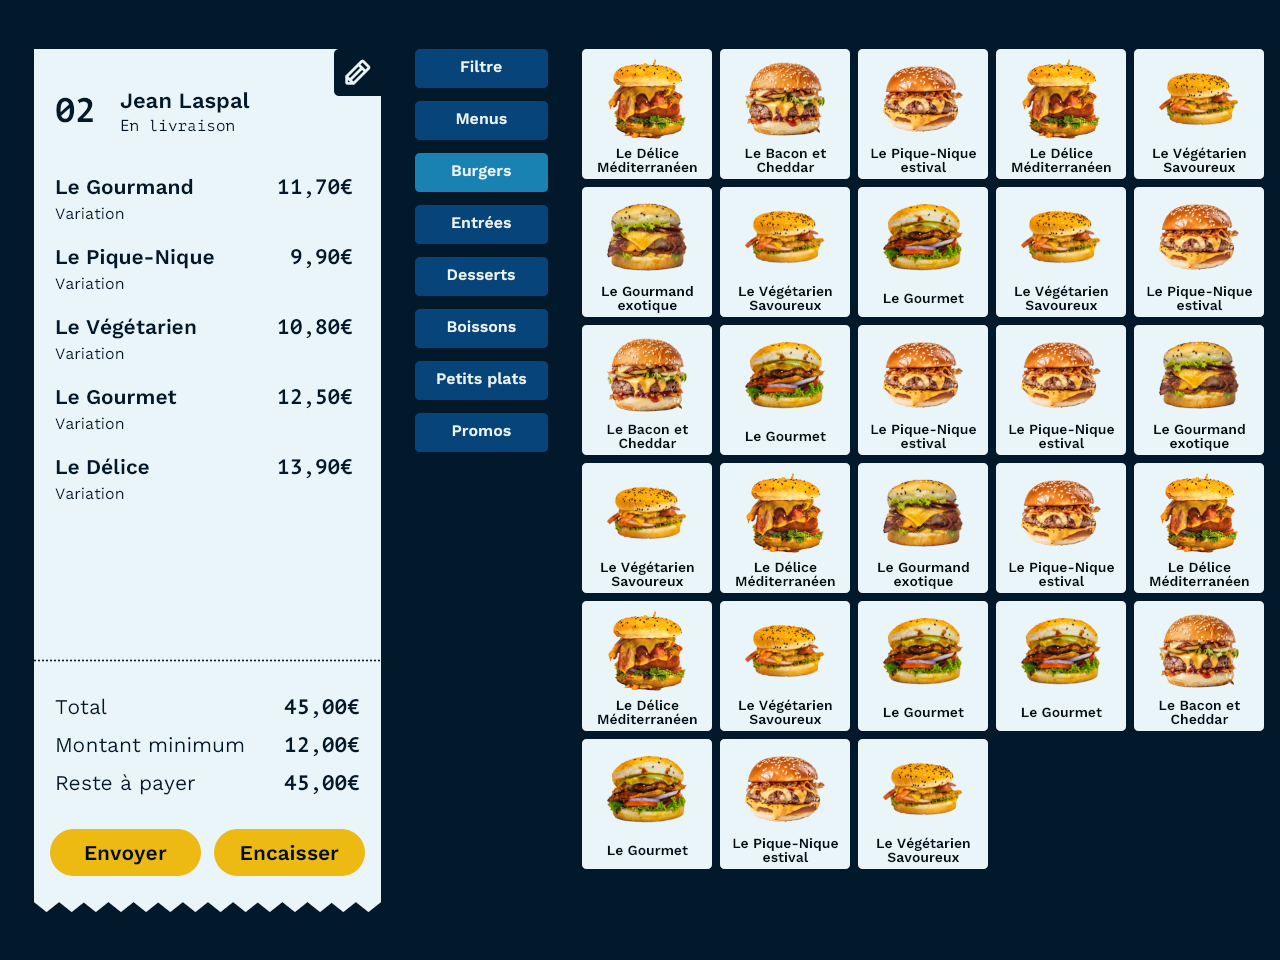 02
Jean Laspal
En livraison
Le Gourmand 11,70€
Variation
Le Pique-Nique 9,90€
Variation
Le Végétarien 10,80€
Variation
Le Gourmet 12,50€
Variation
Le Délice 13,90€
Variation
Total 45,00€
Montant minimum 12,00€
Reste à payer 45,00€
Envoyer
Encaisser
Filtre
Menus
Burgers
Entrées
Desserts
Boissons
Petits plats
Promos
Le Délice
Méditerranéen
Le Bacon et
Cheddar
Le Pique-Nique
estival
Le Délice
Méditerranéen
Le Végétarien
Savoureux
Le Gourmand
exotique
Le Végétarien
Savoureux
Le Gourmet
Le Végétarien
Savoureux
Le Pique-Nique
estival
Le Bacon et
Cheddar
Le Gourmet
Le Pique-Nique
estival
Le Pique-Nique
estival
Le Gourmand
exotique
Le Végétarien
Savoureux
Le Délice
Méditerranéen
Le Gourmand
exotique
Le Pique-Nique
estival
Le Délice
Méditerranéen
Le Délice
Méditerranéen
Le Végétarien
Savoureux
Le Gourmet
Le Gourmet
Le Bacon et
Cheddar
Le Gourmet
Le Pique-Nique
estival
Le Végétarien
Savoureux